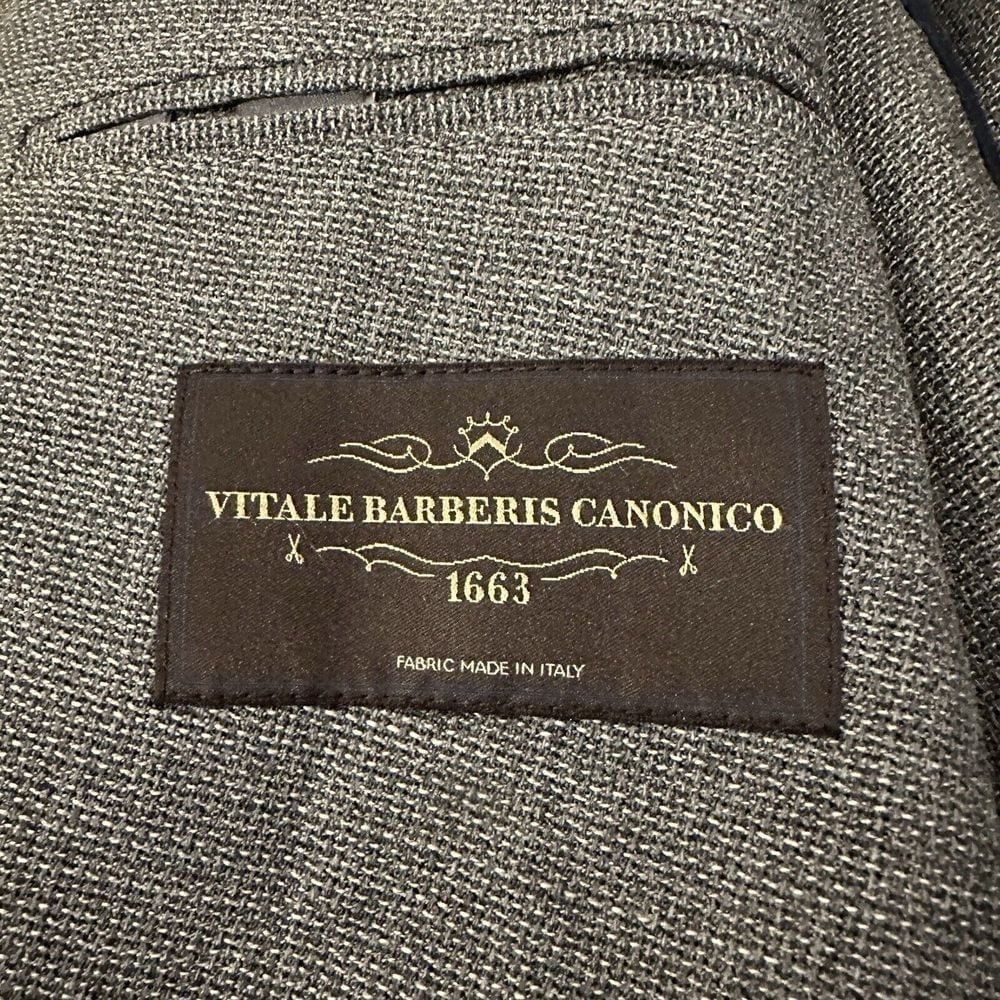 VITALE BARBERIS CANONICO
1663
FABRIC MADE IN ITALY